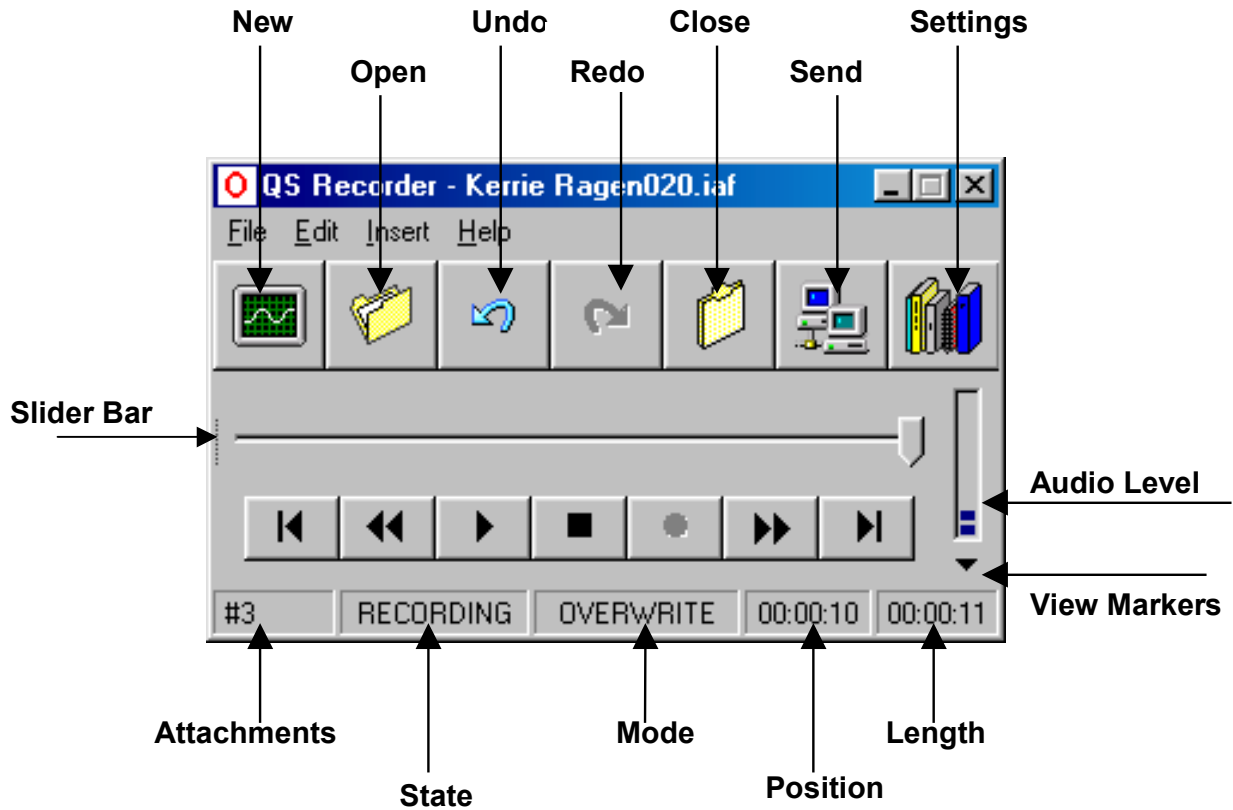 New Undo Close Settings
Open Redo Send
QS Recorder - Kerrie Ragen020.iaf
File Edit Insert Help
Slider Bar
Audio Level
View Markers
#3 RECORDING OVERWRITE 00:00:10 00:00:11
Attachments Mode Length
State Position